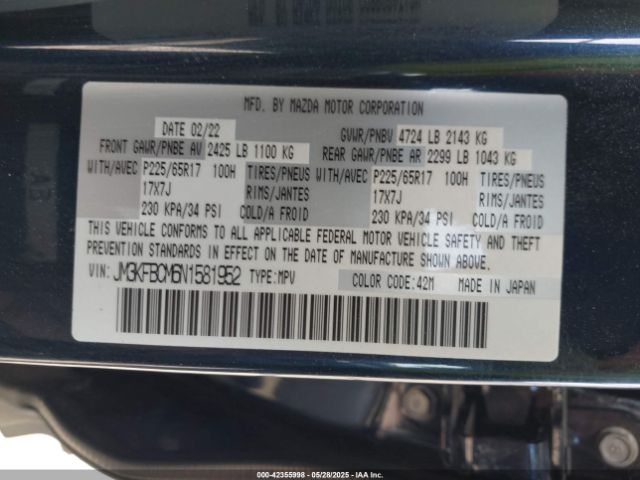 MFD. BY MAZDA MOTOR CORPORATION
DATE 02/22 GVWR/PNBV 4724 LB 2143 KG
FRONT GAWR/PNBE AV 2425 LB 1100 KG REAR GAWR/PNBE AR 2299 LB 1043 KG
WITH/AVEC P225/65R17 100H TIRES/PNEUS WITH/AVEC P225/65R17 100H TIRES/PNEUS
17X7J RIMS/JANTES 17X7J RIMS/JANTES
230 KPA/34 PSI COLD/A FROID 230 KPA/34 PSI COLD/A FROID
THIS VEHICLE CONFORMS TO ALL APPLICABLE FEDERAL MOTOR VEHICLE SAFETY AND THEFT
PREVENTION STANDARDS IN EFFECT ON THE DATE OF MANUFACTURE SHOWN ABOVE.
VIN: JM3KFBCM6N1581952 TYPE:MPV COLOR CODE:42M MADE IN JAPAN
000-42355998 - 05/28/2025 - IAAI.COM